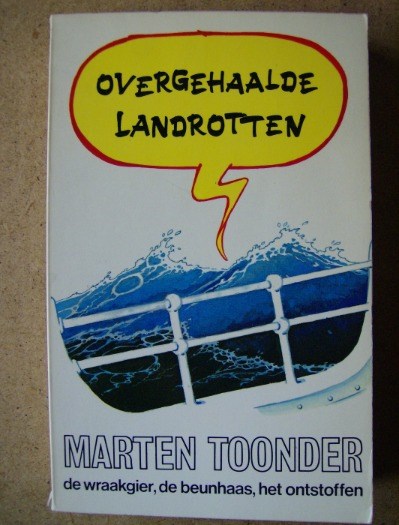 OVERGEHAALDE
LANDROTTEN
MARTEN TOONDER
de wraakgier, de beunhaas, het ontstoffen